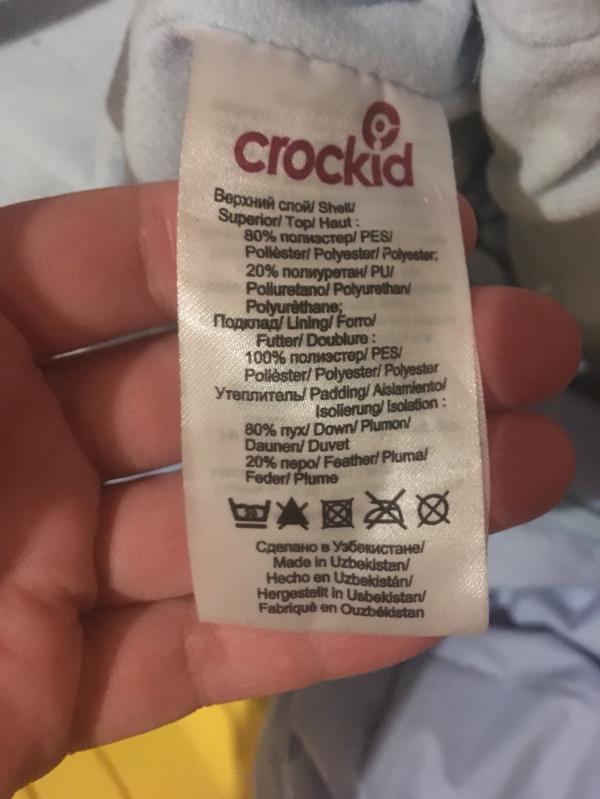 crockid
Верхний слой/ Shell/
Superior/ Top/ Haut :
80% полиэстер/ PES/
Polièster/ Polyester/ Polyester;
20% полиуретан/ PU/
Poliuretano/ Polyurethan/
Polyurèthane;
Подклад/ Lining/ Forro/
Futter/ Doublure :
100% полиэстер/ PES/
Polièster/ Polyester/ Polyester
Утеплитель/ Padding/ Aislamiento/
Isolierung/ Isolation :
80% пух/ Down/ Plumon/
Daunen/ Duvet
20% перо/ Feather/ Pluma/
Feder/ Plume
30
Сделано в Узбекистане/
Made in Uzbekistan/
Hecho en Uzbekistán/
Hergestellt in Usbekistan/
Fabriquè en Ouzbékistan